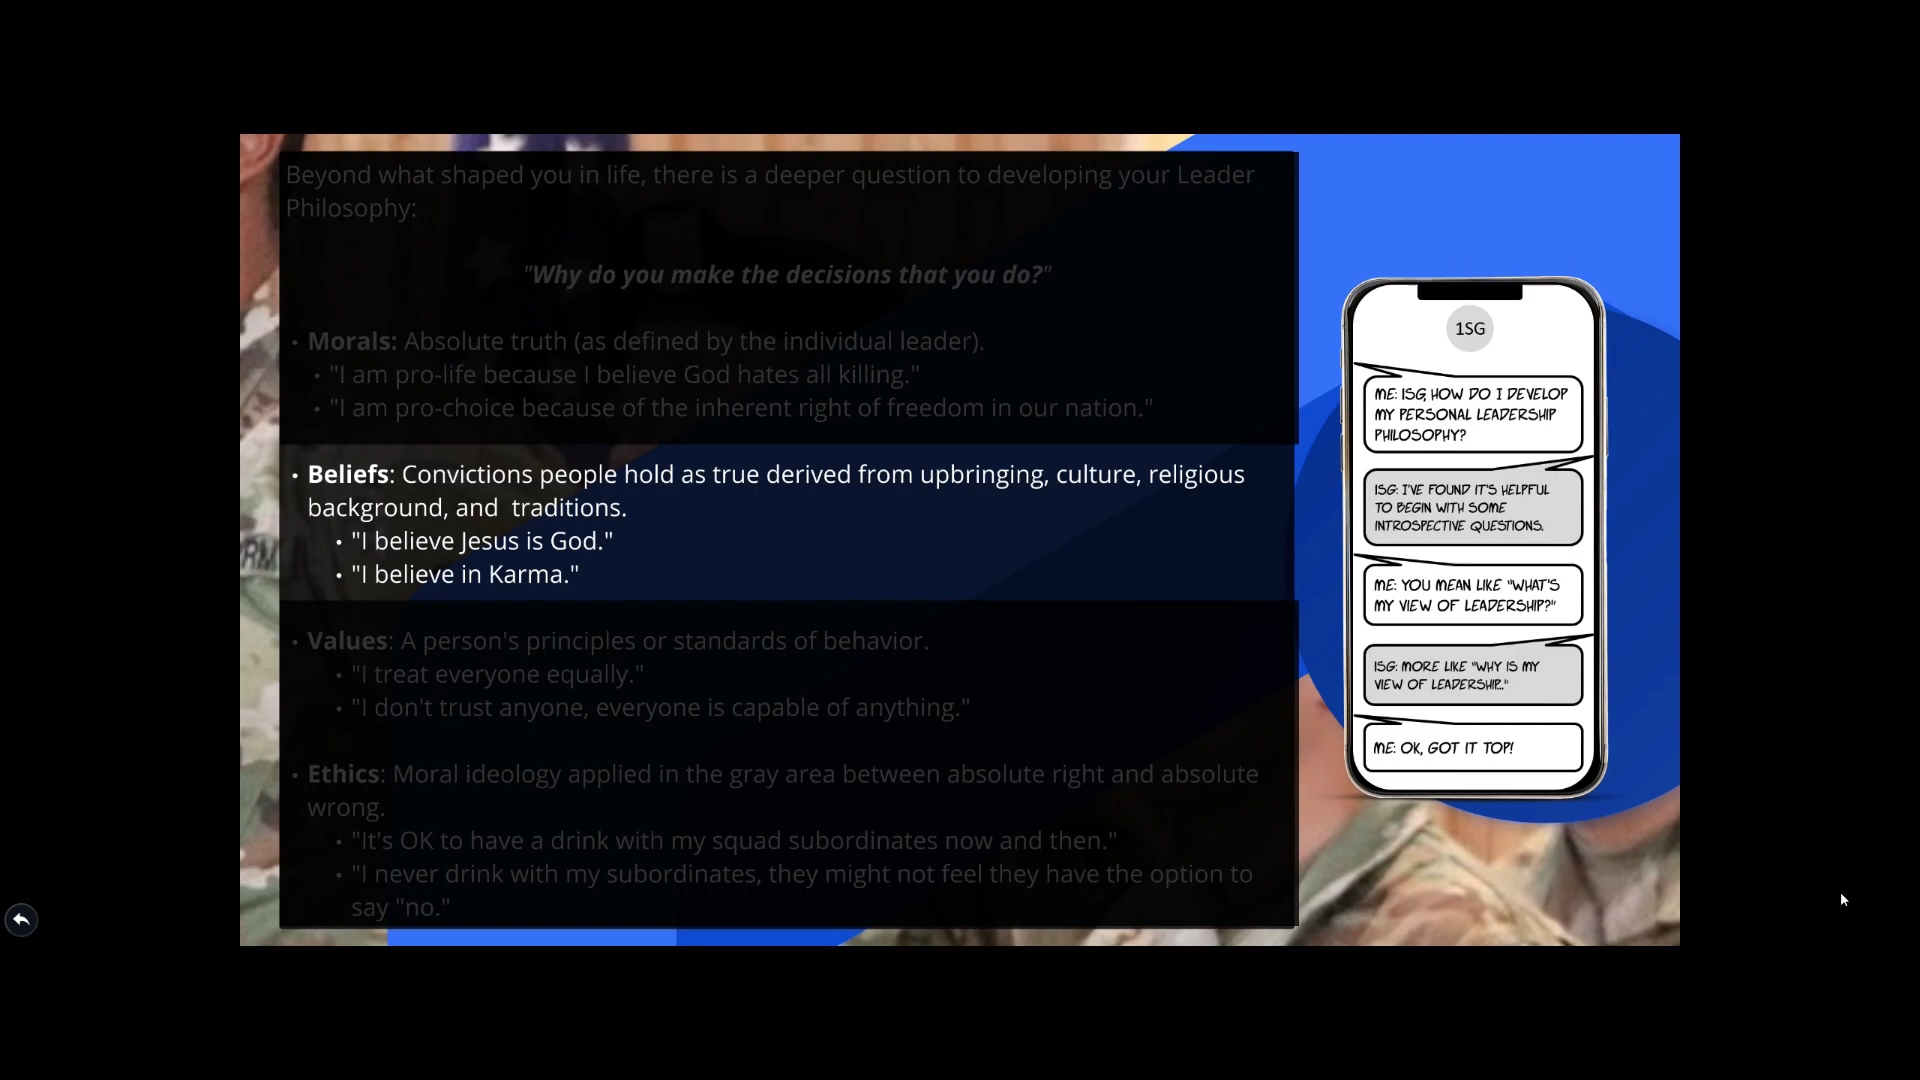 Beyond what shaped you in life, there is a deeper question to developing your Leader
Philosophy:
"Why do you make the decisions that you do?"
• Morals: Absolute truth (as defined by the individual leader).
• "I am pro-life because I believe God hates all killing."
• "I am pro-choice because of the inherent right of freedom in our nation."
• Beliefs: Convictions people hold as true derived from upbringing, culture, religious
background, and  traditions.
• "I believe Jesus is God."
• "I believe in Karma."
• Values: A person's principles or standards of behavior.
• "I treat everyone equally."
• "I don't trust anyone, everyone is capable of anything."
• Ethics: Moral ideology applied in the gray area between absolute right and absolute
wrong.
• "It's OK to have a drink with my squad subordinates now and then."
• "I never drink with my subordinates, they might not feel they have the option to
say "no."
1SG
ME: 1SG, HOW DO I DEVELOP
MY PERSONAL LEADERSHIP
PHILOSOPHY?
1SG: I'VE FOUND IT'S HELPFUL
TO BEGIN WITH SOME
INTROSPECTIVE QUESTIONS.
ME: YOU MEAN LIKE "WHAT'S
MY VIEW OF LEADERSHIP?"
1SG: MORE LIKE "WHY IS MY
VIEW OF LEADERSHIP..."
ME: OK, GOT IT TOP!